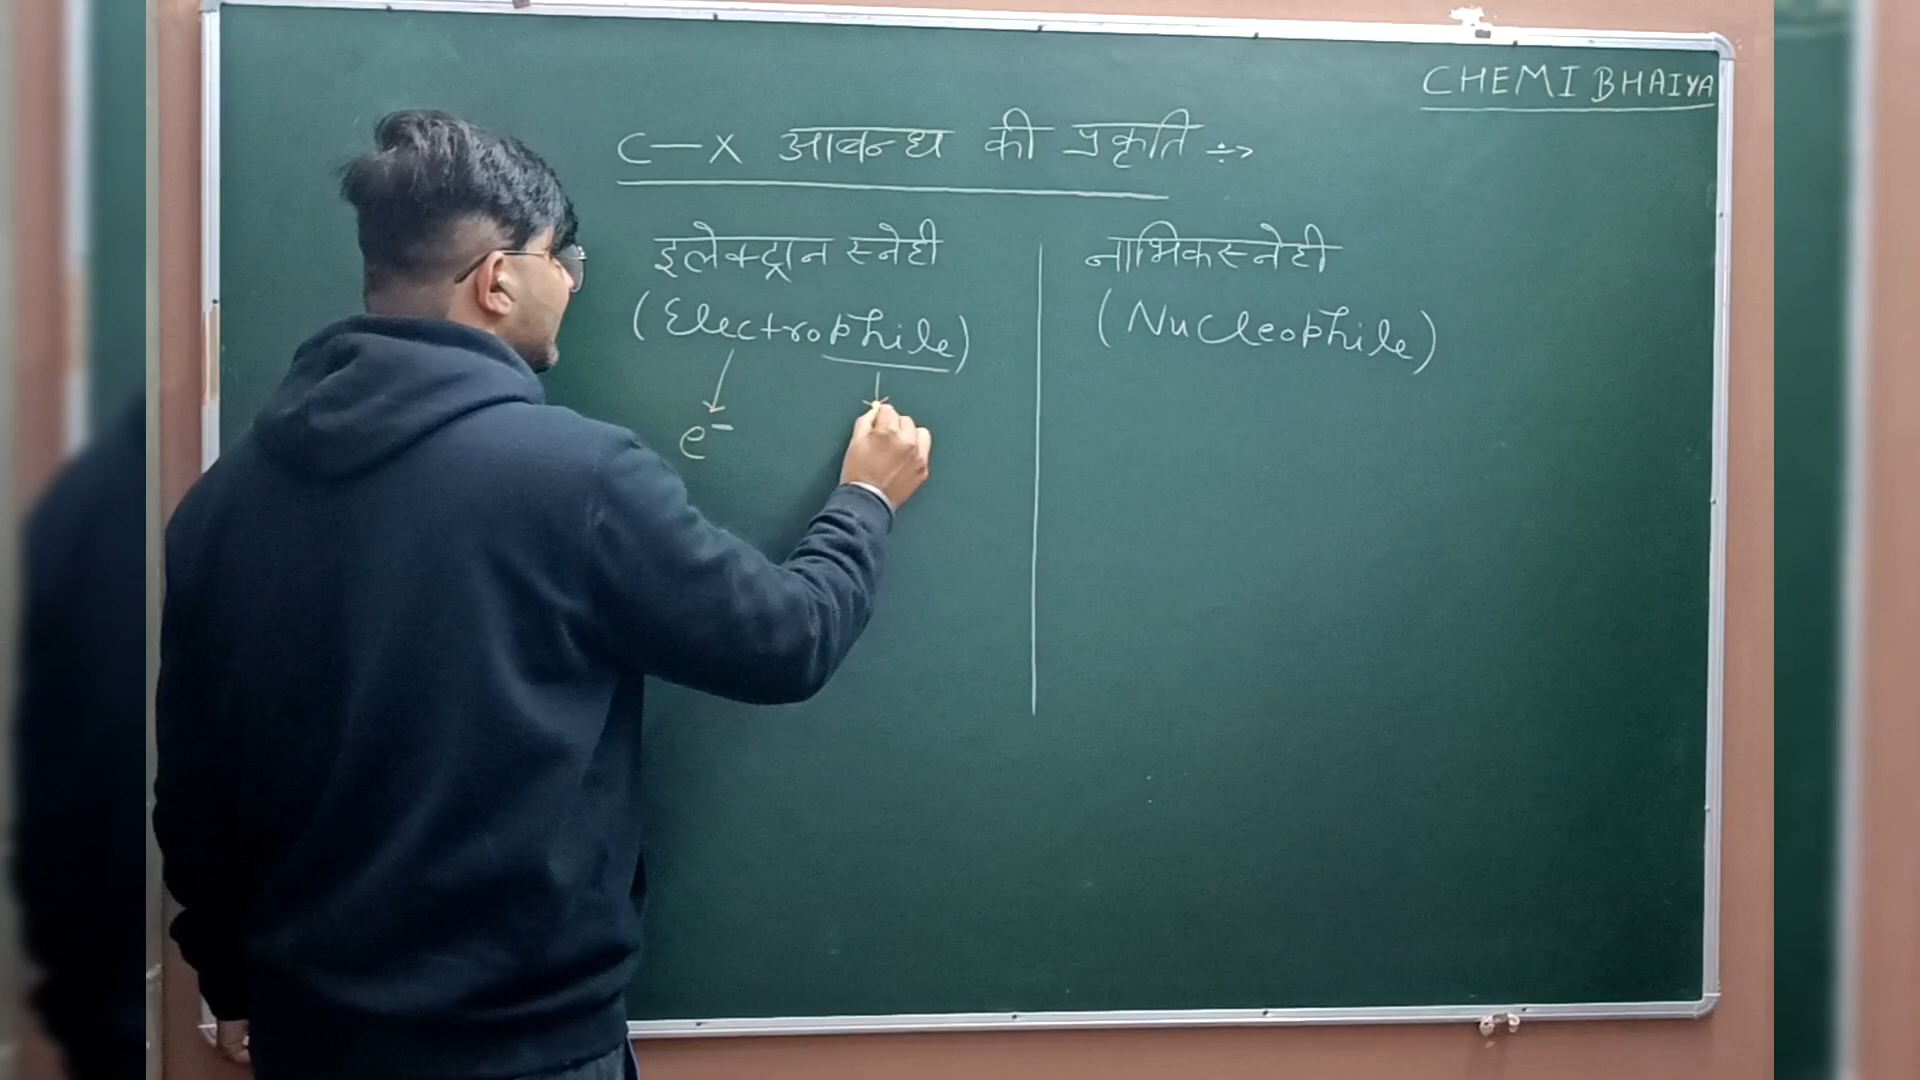 CHEMI BHAIYA
C—X आबन्ध की प्रकृति ÷>
इलेक्ट्रान स्नेही
(Electrophile)
e⁻
नाभिकस्नेही
(Nucleophile)